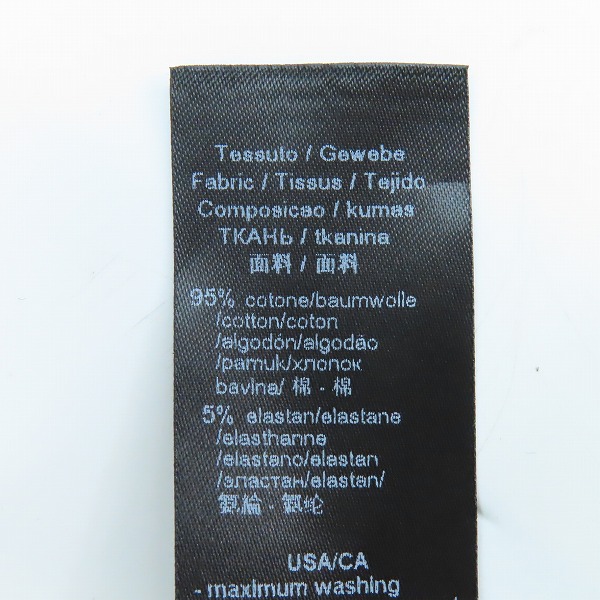 Tessuto / Gewebe
Fabric / Tissus / Tejido
Composicao / kumas
ТКАНЬ / tkanina
面料 / 面料
95% cotone/baumwolle
/cotton/coton
/algodón/algodão
/pamuk/хлопок
bavlna/ 棉 - 棉
5% elastan/elastane
/elasthanne
/elastano/elastan
/эластан/elastan/
氨綸 - 氨纶
USA/CA
- maximum washing